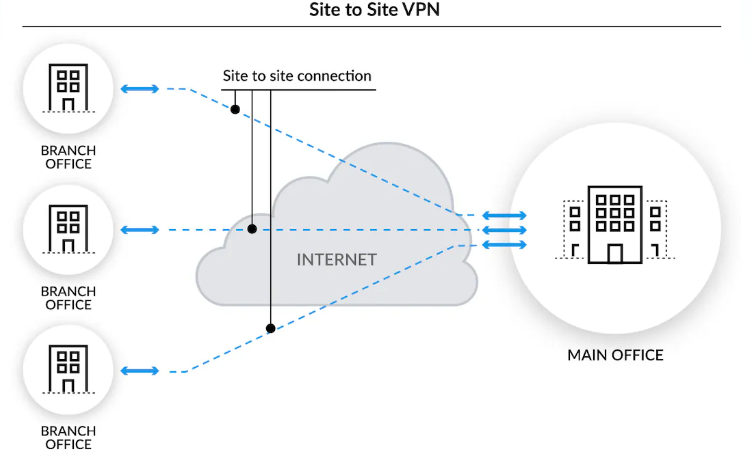 Site to Site VPN
Site to site connection
BRANCH
OFFICE
BRANCH
OFFICE
INTERNET
MAIN OFFICE
BRANCH
OFFICE